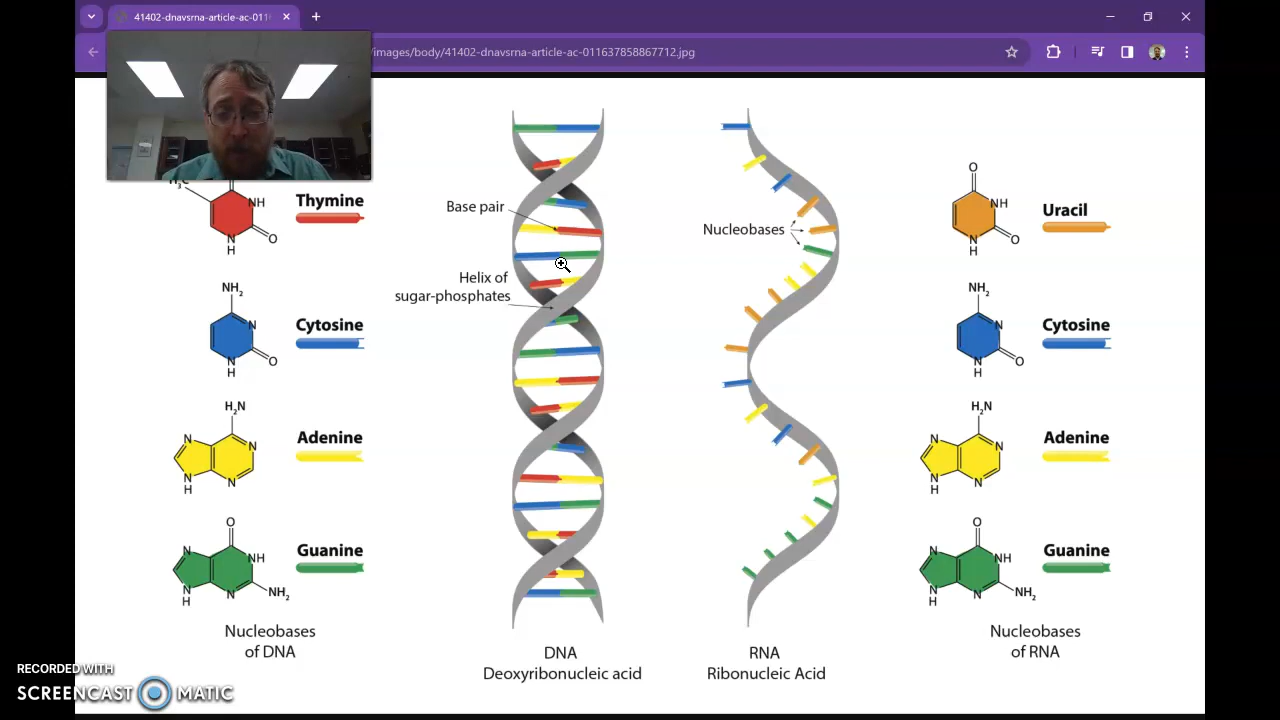 41402-dnavsrna-article-ac-011
/images/body/41402-dnavsrna-article-ac-011637858867712.jpg
H₃C
NH
O
N
H
Thymine
NH₂
N
O
N
H
Cytosine
H₂N
N
N
N
N
H
Adenine
O
N
NH
N
N
H
NH₂
Guanine
Nucleobases
of DNA
Base pair
Helix of
sugar-phosphates
DNA
Deoxyribonucleic acid
Nucleobases
RNA
Ribonucleic Acid
O
NH
O
N
H
Uracil
NH₂
N
O
N
H
Cytosine
H₂N
N
N
N
N
H
Adenine
O
N
NH
N
N
H
NH₂
Guanine
Nucleobases
of RNA
RECORDED WITH
SCREENCAST MATIC